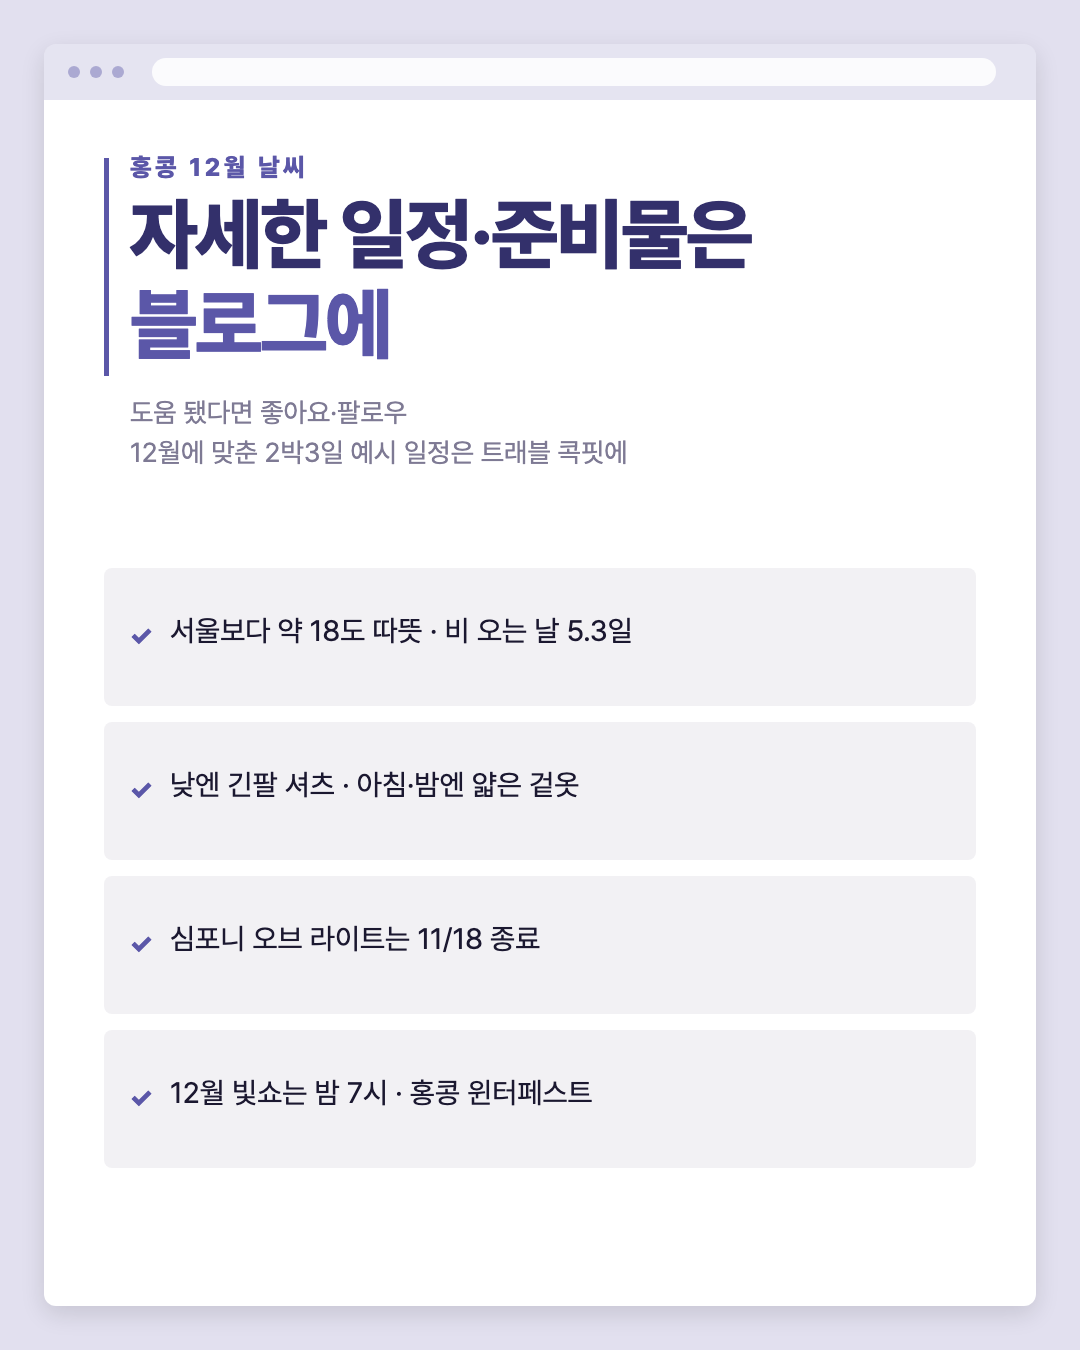 홍콩 12월 날씨
자세한 일정·준비물은
블로그에
도움 됐다면 좋아요·팔로우
12월에 맞춘 2박3일 예시 일정은 트래블 콕핏에
서울보다 약 18도 따뜻 · 비 오는 날 5.3일
낮엔 긴팔 셔츠 · 아침·밤엔 얇은 겉옷
심포니 오브 라이트는 11/18 종료
12월 빛쇼는 밤 7시 · 홍콩 윈터페스트